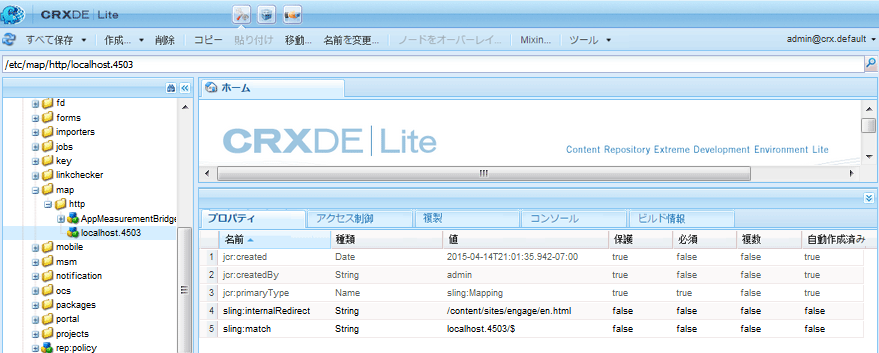 CRXDE | Lite
すべて保存 作成... 削除 コピー 貼り付け 移動... 名前を変更... ノードをオーバーレイ... Mixin... ツール admin@crx.default
/etc/map/http/localhost.4503
fd
forms
importers
jobs
key
linkchecker
map
http
AppMeasurementBridge
localhost.4503
mobile
msm
notification
ocs
packages
portal
projects
rep:policy
ホーム
CRXDE | Lite
Content Repository Extreme Development Environment Lite
プロパティ アクセス制御 複製 コンソール ビルド情報
名前 種類 値 保護 必須 複数 自動作成済み
1 jcr:created Date 2015-04-14T21:01:35.942-07:00 true false false true
2 jcr:createdBy String admin true false false true
3 jcr:primaryType Name sling:Mapping true true false true
4 sling:internalRedirect String /content/sites/engage/en.html false false false false
5 sling:match String localhost.4503/$ false false false false